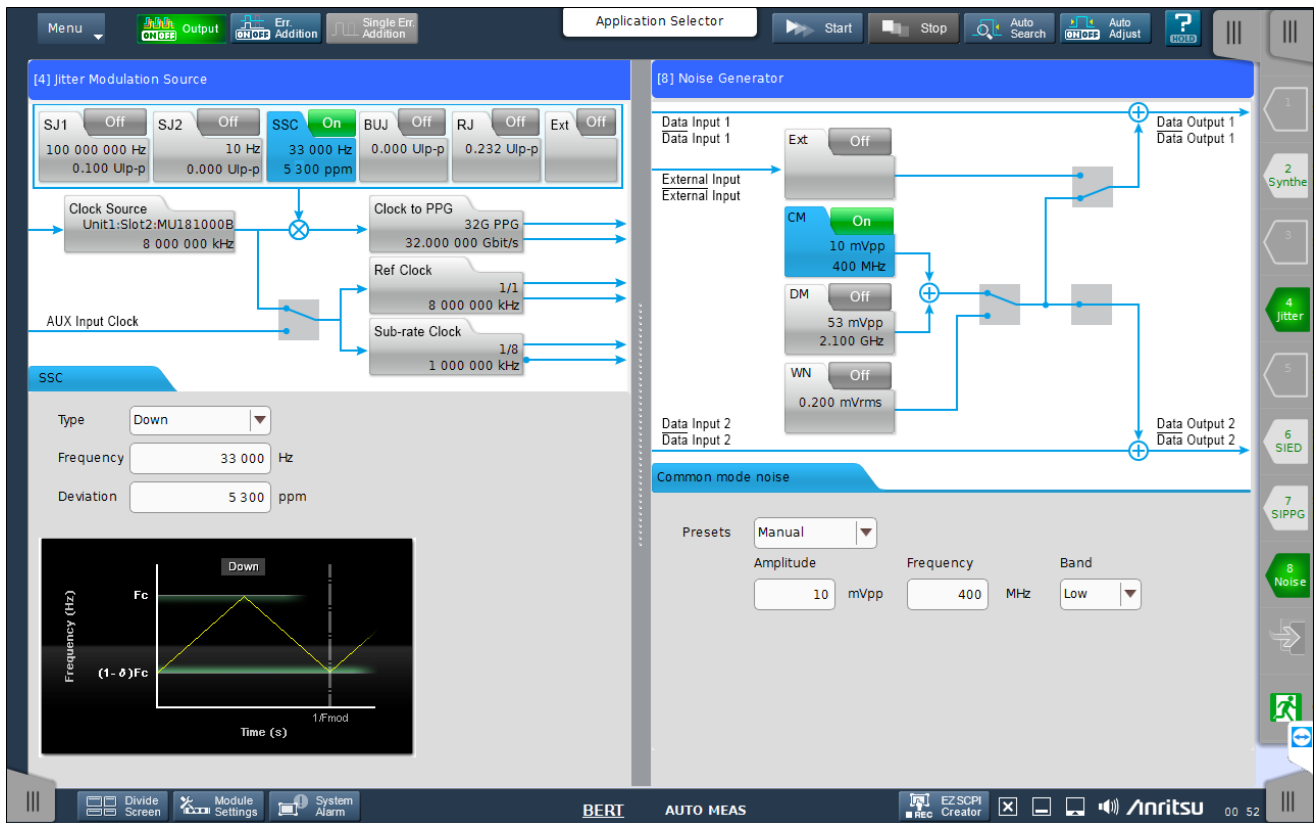 Menu
ON OFF Output
ON OFF Err. Addition
Single Err. Addition
Application Selector
Start
Stop
Auto Search
ON OFF Auto Adjust
? HOLD
[4] Jitter Modulation Source
SJ1 Off
100 000 000 Hz
0.100 UIp-p
SJ2 Off
10 Hz
0.000 UIp-p
SSC On
33 000 Hz
5 300 ppm
BUJ Off
0.000 UIp-p
RJ Off
0.232 UIp-p
Ext Off
Clock Source
Unit1:Slot2:MU181000B
8 000 000 kHz
Clock to PPG
32G PPG
32.000 000 Gbit/s
Ref Clock
1/1
8 000 000 kHz
AUX Input Clock
Sub-rate Clock
1/8
1 000 000 kHz
SSC
Type Down
Frequency 33 000 Hz
Deviation 5 300 ppm
Down
Fc
Frequency (Hz)
(1-δ)Fc
1/Fmod
Time (s)
[8] Noise Generator
Data Input 1
Data Input 1
Data Output 1
Data Output 1
Ext Off
External Input
External Input
CM On
10 mVpp
400 MHz
DM Off
53 mVpp
2.100 GHz
WN Off
0.200 mVrms
Data Input 2
Data Input 2
Data Output 2
Data Output 2
Common mode noise
Presets Manual
Amplitude Frequency Band
10 mVpp 400 MHz Low
1
2
Synthe
3
4
Jitter
5
6
SIED
7
SIPPG
8
Noise
Divide Screen
Module Settings
System Alarm
BERT
AUTO MEAS
REC EZSCPI Creator
Anritsu
00 52